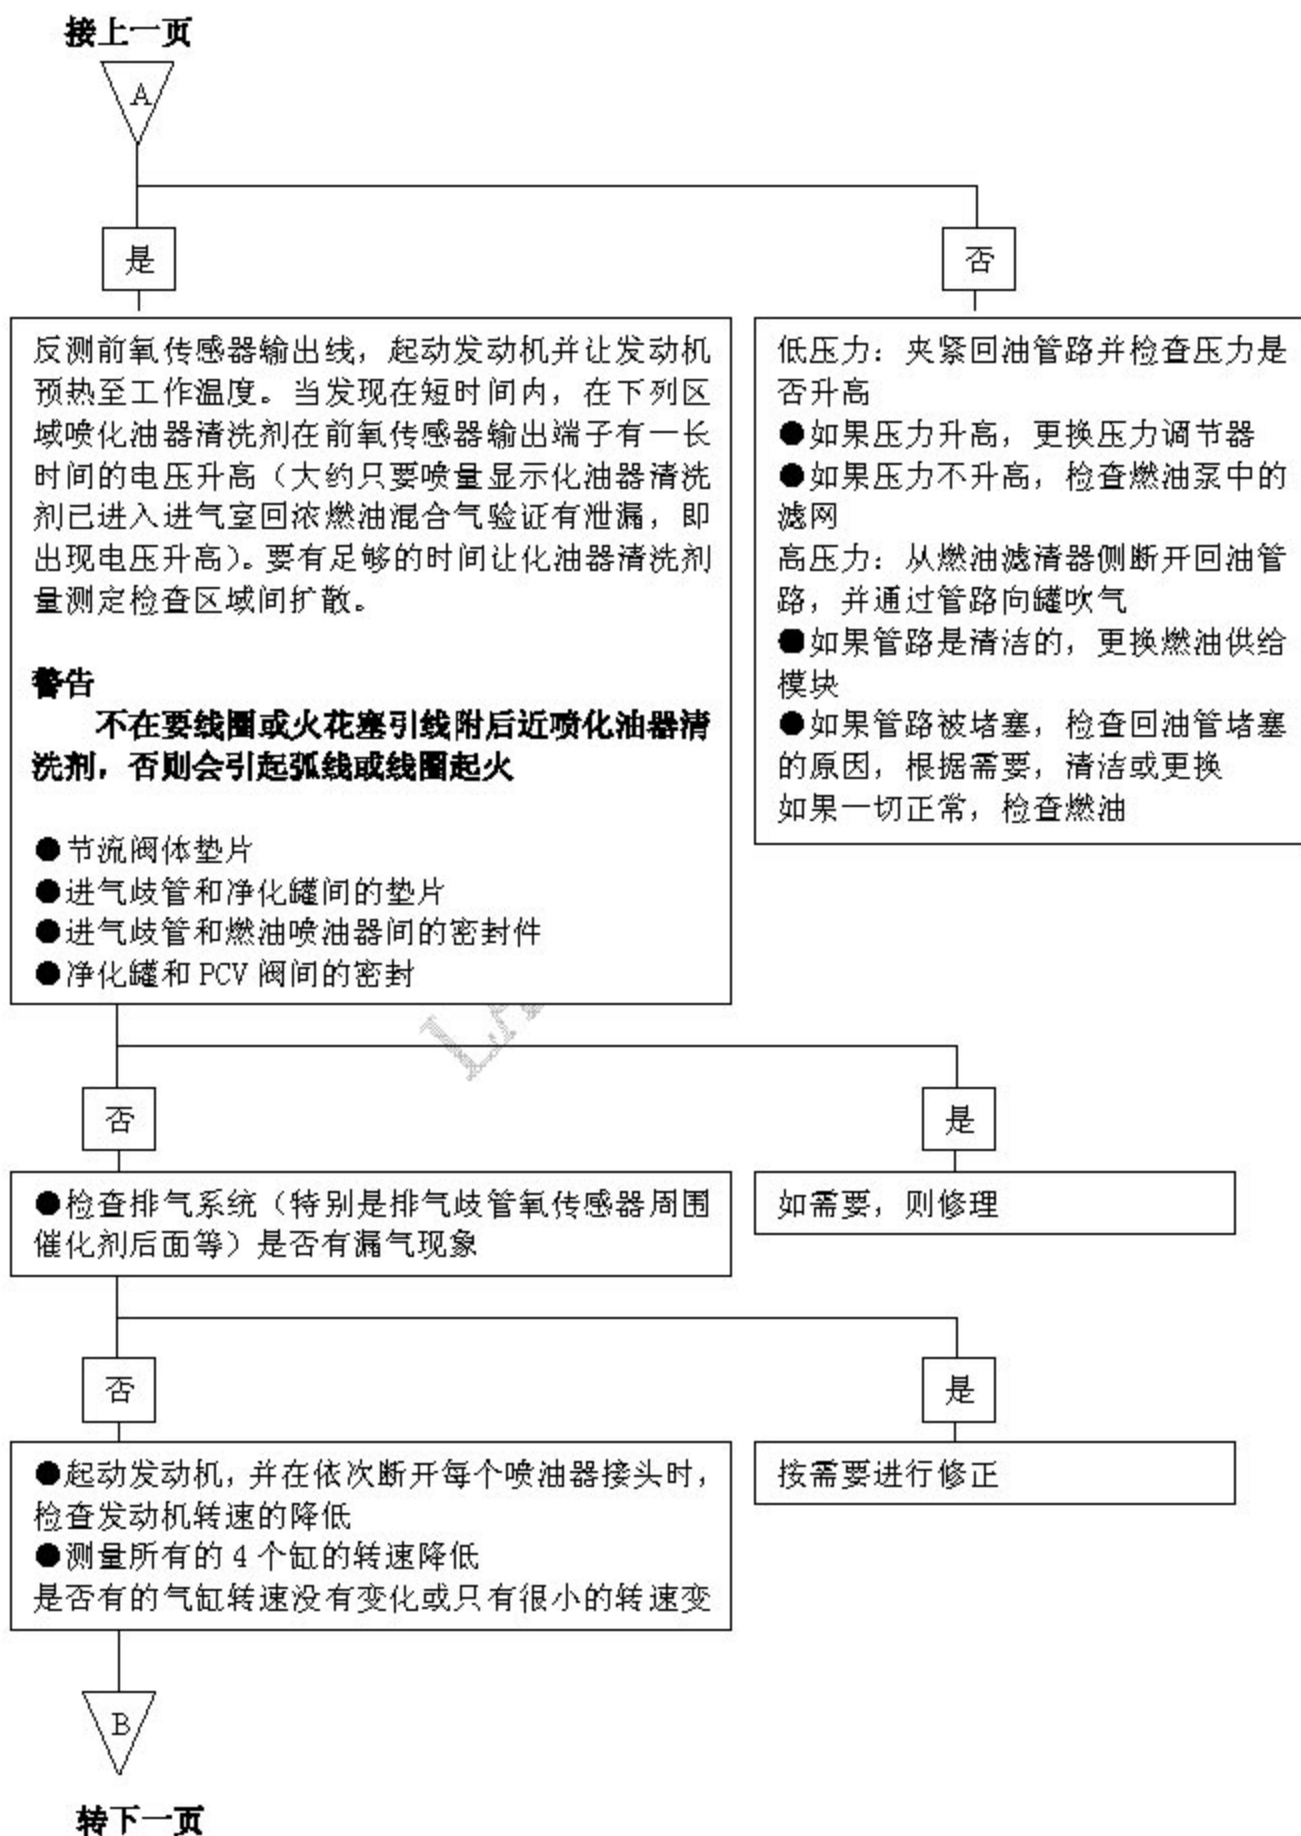 接上一页
A
是
否
反测前氧传感器输出线，起动发动机并让发动机
预热至工作温度。当发现在短时间内，在下列区
域喷化油器清洗剂在前氧传感器输出端子有一长
时间的电压升高（大约只要喷量显示化油器清洗
剂已进入进气室回浓燃油混合气验证有泄漏，即
出现电压升高）。要有足够的时间让化油器清洗剂
量测定检查区域间扩散。
警告
不在要线圈或火花塞引线附后近喷化油器清
洗剂，否则会引起弧线或线圈起火
●节流阀体垫片
●进气歧管和净化罐间的垫片
●进气歧管和燃油喷油器间的密封件
●净化罐和 PCV 阀间的密封
低压力：夹紧回油管路并检查压力是
否升高
●如果压力升高，更换压力调节器
●如果压力不升高，检查燃油泵中的
滤网
高压力：从燃油滤清器侧断开回油管
路，并通过管路向罐吹气
●如果管路是清洁的，更换燃油供给
模块
●如果管路被堵塞，检查回油管堵塞
的原因，根据需要，清洁或更换
如果一切正常，检查燃油
否
是
●检查排气系统（特别是排气歧管氧传感器周围
催化剂后面等）是否有漏气现象
如需要，则修理
否
是
●起动发动机，并在依次断开每个喷油器接头时，
检查发动机转速的降低
●测量所有的 4 个缸的转速降低
是否有的气缸转速没有变化或只有很小的转速变
按需要进行修正
B
转下一页